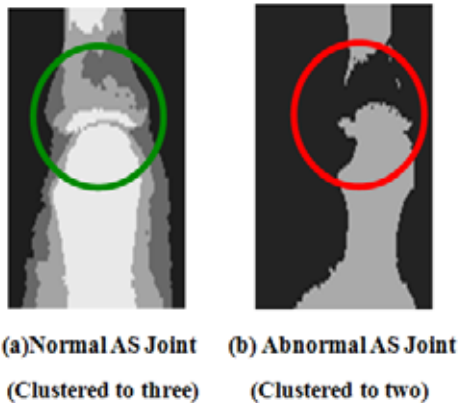 (a)Normal AS Joint (b) Abnormal AS Joint
(Clustered to three) (Clustered to two)